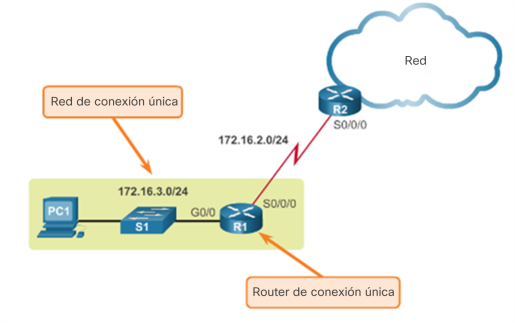 Red
Red de conexión única
R2
S0/0/0
172.16.2.0/24
172.16.3.0/24
PC1
S1
G0/0
R1
S0/0/0
Router de conexión única